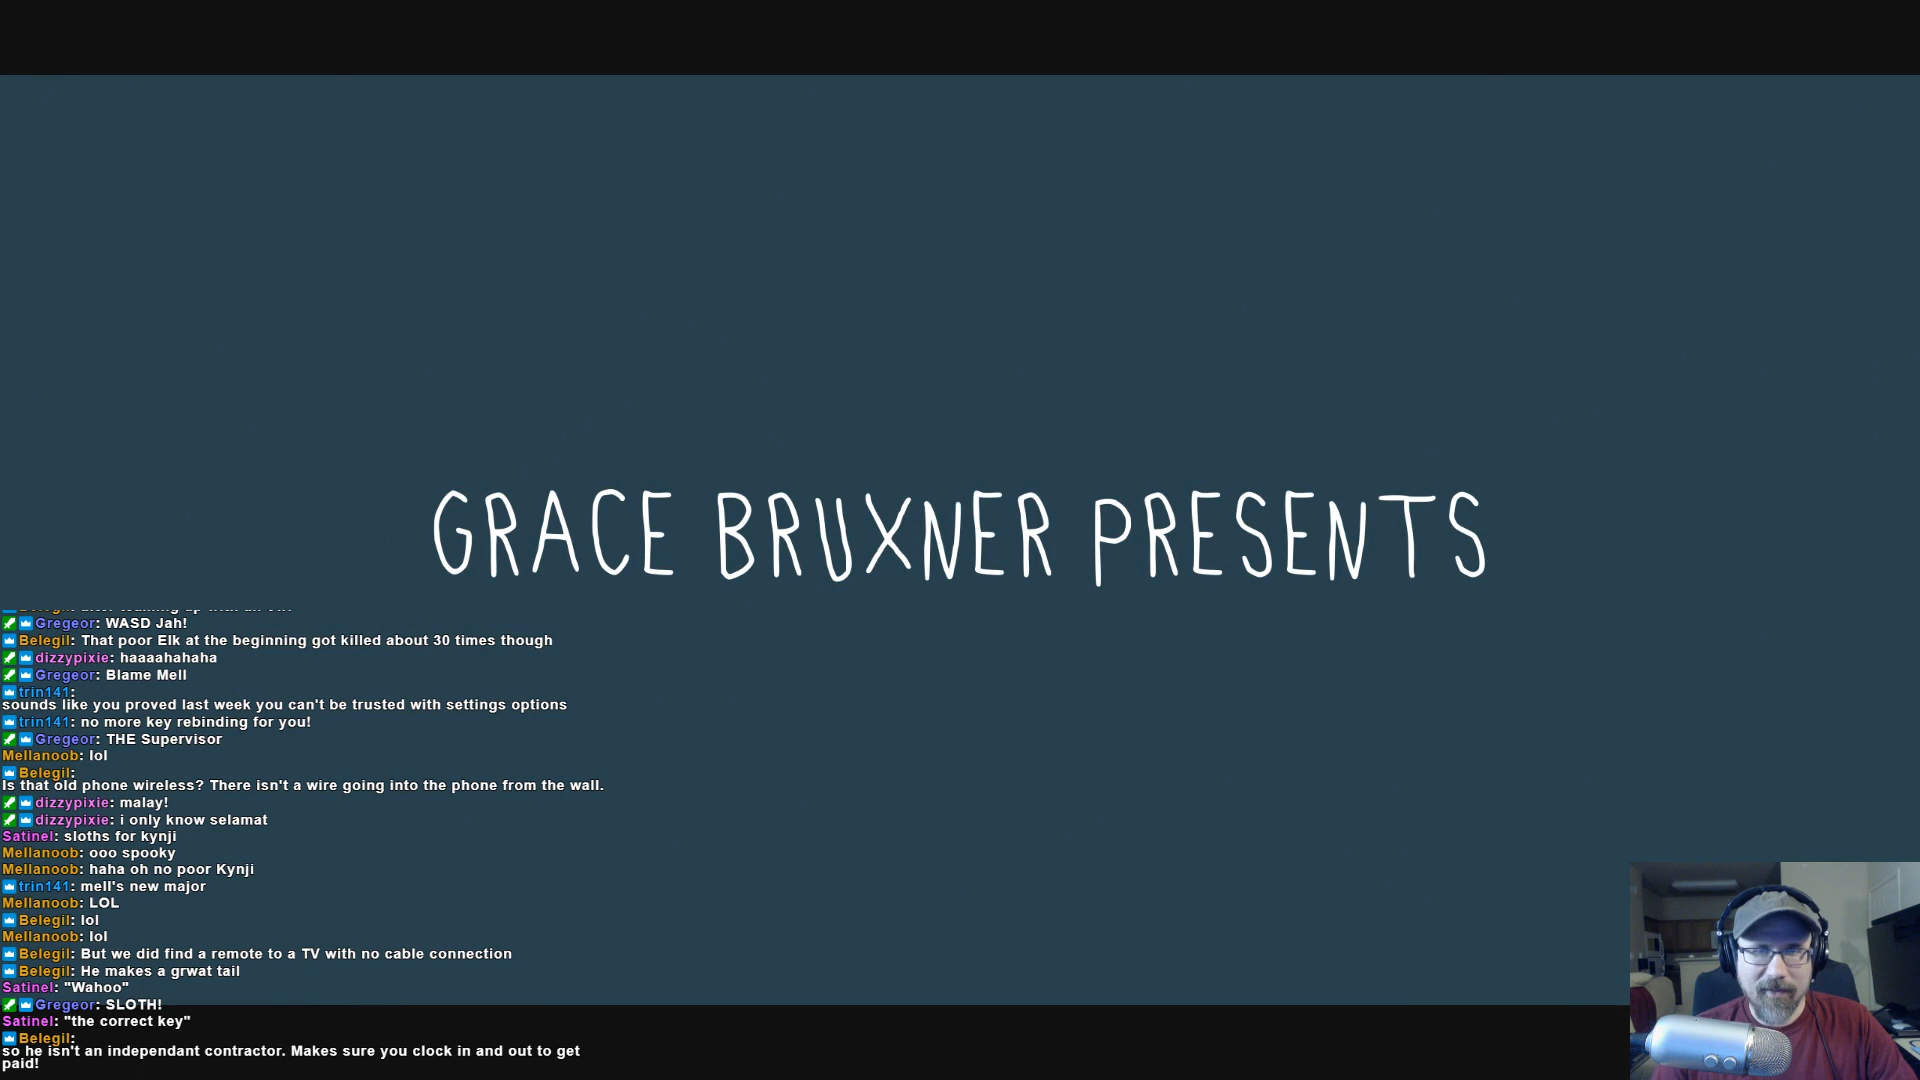 GRACE BRUXNER PRESENTS
Gregeor: WASD Jah!
Belegil: That poor Elk at the beginning got killed about 30 times though
dizzypixie: haaaahahaha
Gregeor: Blame Mell
trin141:
sounds like you proved last week you can't be trusted with settings options
trin141: no more key rebinding for you!
Gregeor: THE Supervisor
Mellanoob: lol
Belegil:
Is that old phone wireless? There isn't a wire going into the phone from the wall.
dizzypixie: malay!
dizzypixie: i only know selamat
Satinel: sloths for kynji
Mellanoob: ooo spooky
Mellanoob: haha oh no poor Kynji
trin141: mell's new major
Mellanoob: LOL
Belegil: lol
Mellanoob: lol
Belegil: But we did find a remote to a TV with no cable connection
Belegil: He makes a grwat tail
Satinel: "Wahoo"
Gregeor: SLOTH!
Satinel: "the correct key"
Belegil:
so he isn't an independant contractor. Makes sure you clock in and out to get
paid!